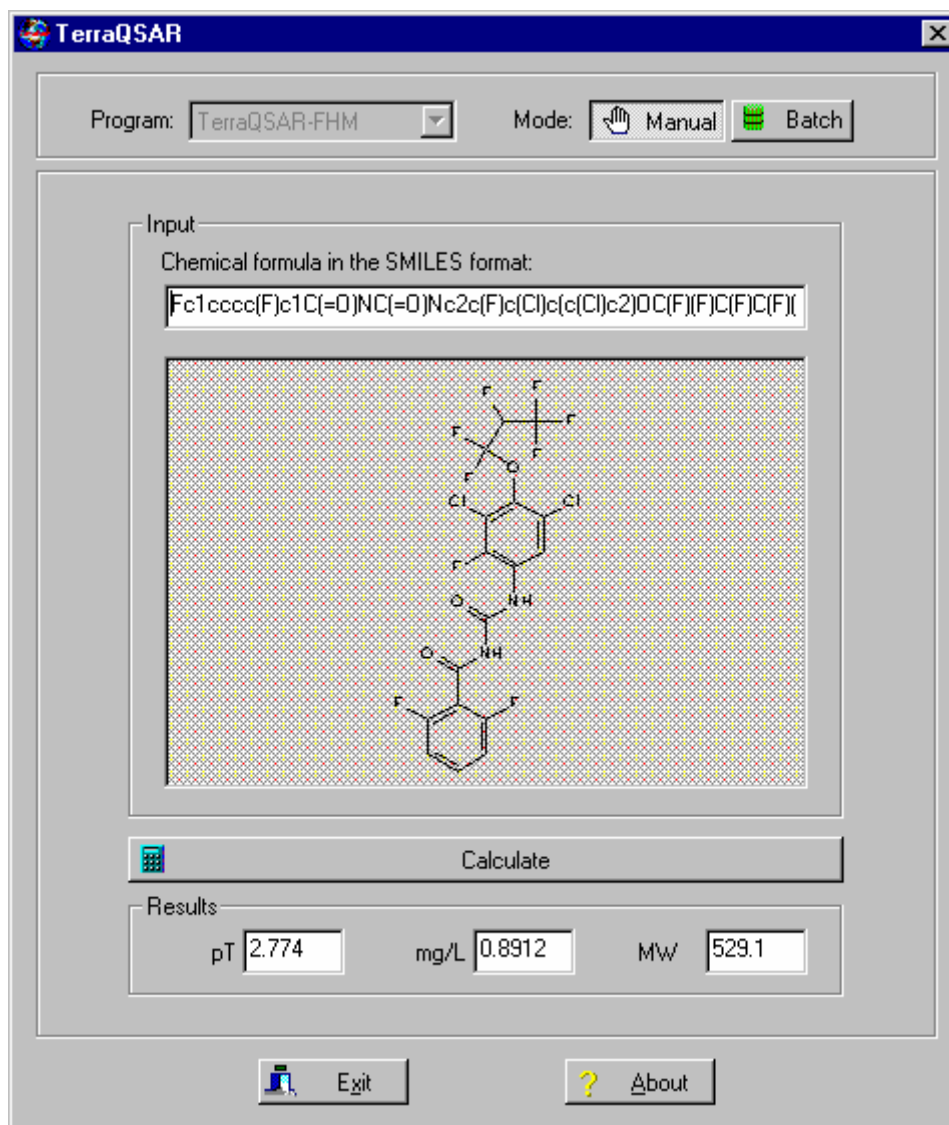 TerraQSAR
Program: TerraQSAR-FHM Mode: Manual Batch
Input
Chemical formula in the SMILES format:
Fc1cccc(F)c1C(=O)NC(=O)Nc2c(F)c(Cl)c(c(Cl)c2)OC(F)(F)C(F)C(F)(
F F
F F
F F
O
Cl Cl
F
O NH
O NH
F F
Calculate
Results
pT 2.774 mg/L 0.8912 MW 529.1
Exit About